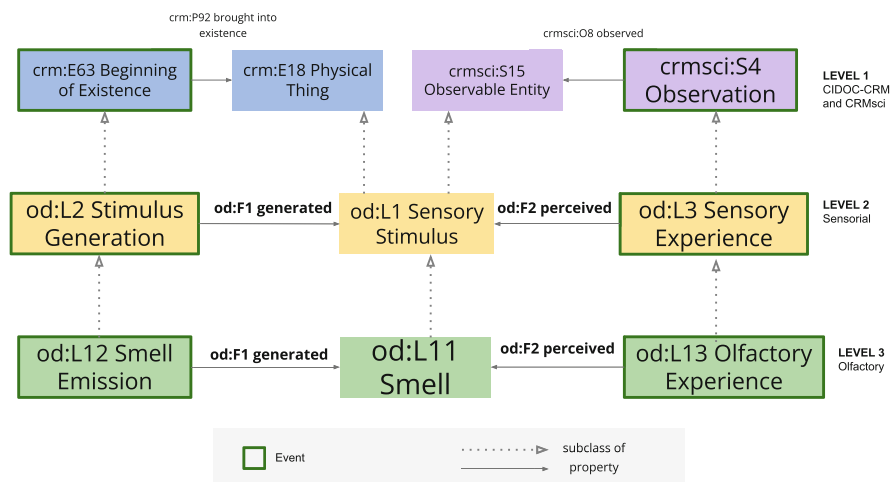 crm:P92 brought into
existence
crmsci:O8 observed
crm:E63 Beginning
of Existence
crm:E18 Physical
Thing
crmsci:S15
Observable Entity
crmsci:S4
Observation
LEVEL 1
CIDOC-CRM
and CRMsci
od:L2 Stimulus
Generation
od:F1 generated
od:L1 Sensory
Stimulus
od:F2 perceived
od:L3 Sensory
Experience
LEVEL 2
Sensorial
od:L12 Smell
Emission
od:F1 generated
od:L11
Smell
od:F2 perceived
od:L13 Olfactory
Experience
LEVEL 3
Olfactory
Event
subclass of
property